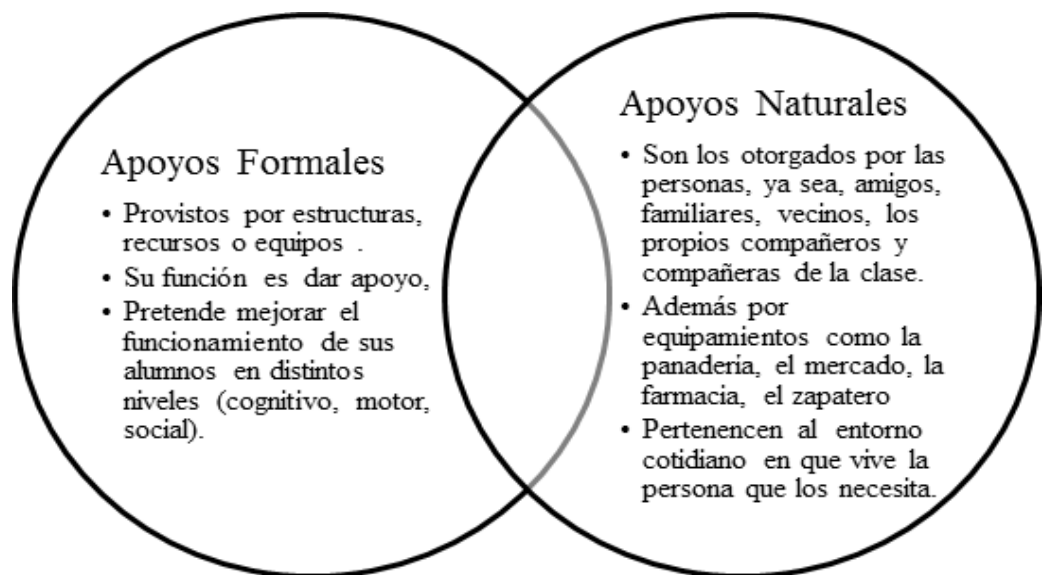 Apoyos Formales
• Provistos por estructuras,
recursos o equipos .
• Su función es dar apoyo,
• Pretende mejorar el
funcionamiento de sus
alumnos en distintos
niveles (cognitivo, motor,
social).
Apoyos Naturales
• Son los otorgados por las
personas, ya sea, amigos,
familiares, vecinos, los
propios compañeros y
compañeras de la clase.
• Además por
equipamientos como la
panadería, el mercado, la
farmacia, el zapatero
• Pertenencen al entorno
cotidiano en que vive la
persona que los necesita.